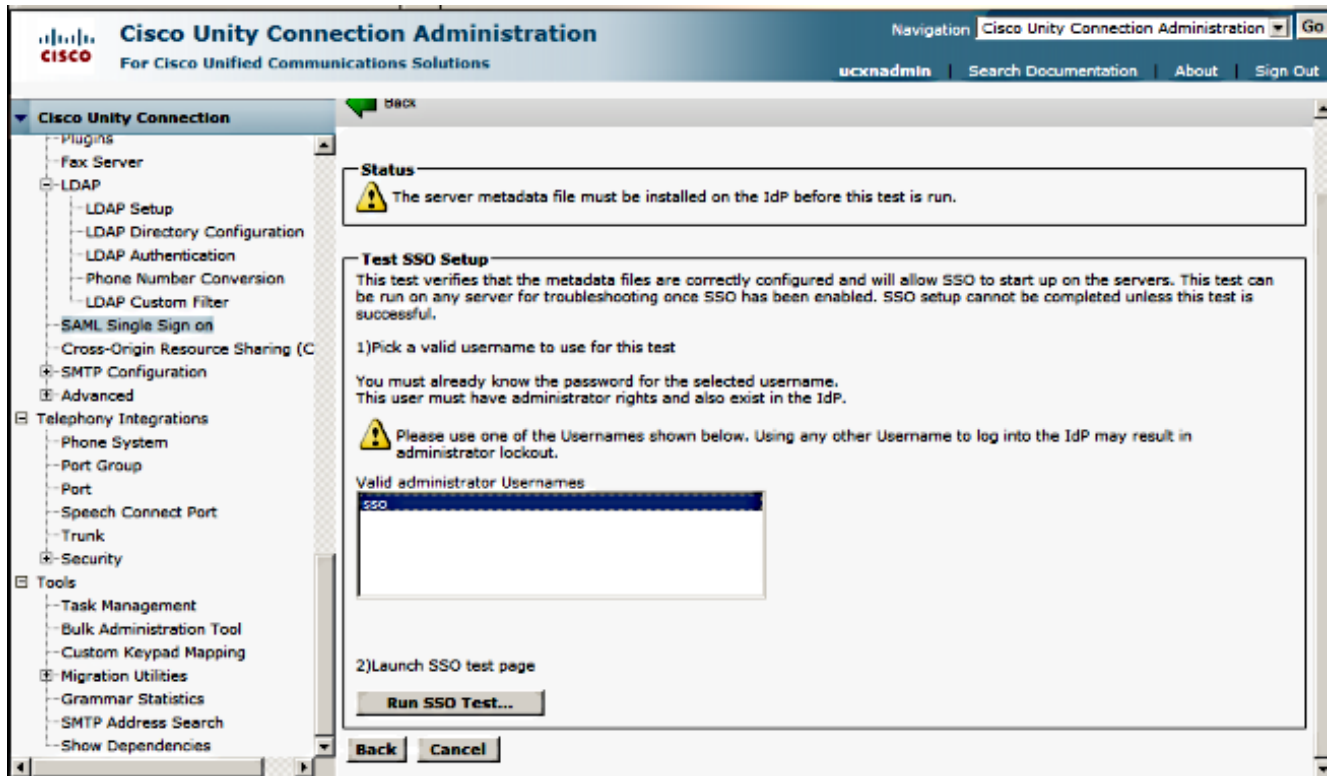 CISCO
Cisco Unity Connection Administration
For Cisco Unified Communications Solutions
Navigation Cisco Unity Connection Administration Go
ucxnadmin | Search Documentation | About | Sign Out
Cisco Unity Connection
Plugins
Fax Server
LDAP
LDAP Setup
LDAP Directory Configuration
LDAP Authentication
Phone Number Conversion
LDAP Custom Filter
SAML Single Sign on
Cross-Origin Resource Sharing (C
SMTP Configuration
Advanced
Telephony Integrations
Phone System
Port Group
Port
Speech Connect Port
Trunk
Security
Tools
Task Management
Bulk Administration Tool
Custom Keypad Mapping
Migration Utilities
Grammar Statistics
SMTP Address Search
Show Dependencies
Back
Status
The server metadata file must be installed on the IdP before this test is run.
Test SSO Setup
This test verifies that the metadata files are correctly configured and will allow SSO to start up on the servers. This test can
be run on any server for troubleshooting once SSO has been enabled. SSO setup cannot be completed unless this test is
successful.
1)Pick a valid username to use for this test
You must already know the password for the selected username.
This user must have administrator rights and also exist in the IdP.
Please use one of the Usernames shown below. Using any other Username to log into the IdP may result in
administrator lockout.
Valid administrator Usernames
sso
2)Launch SSO test page
Run SSO Test...
Back Cancel